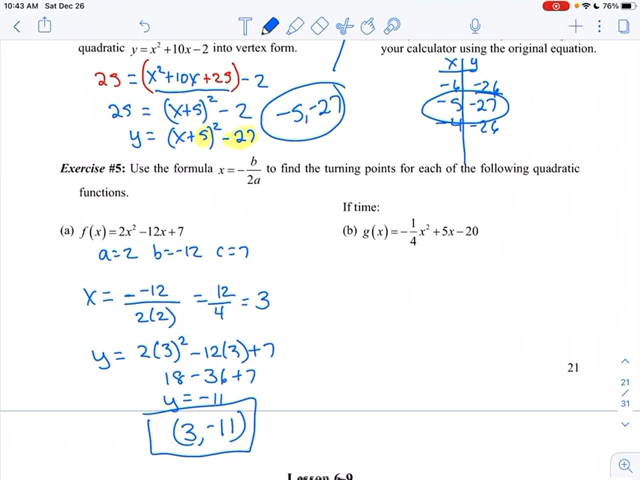 10:43 AM Sat Dec 26
76%
T
quadratic y = x² + 10x − 2 into vertex form.
25 = (x² + 10x + 25) − 2
25 = (x+5)² − 2
y = (x+5)² − 27
−5, −27
your calculator using the original equation.
x | y
−6 | −26
−5 | −27
−4 | −26
Exercise #5: Use the formula x = −b/2a to find the turning points for each of the following quadratic
functions.
If time:
(a) f(x) = 2x² − 12x + 7
(b) g(x) = −1/4 x² + 5x − 20
a=2 b=−12 c=7
x = −−12/2(2) = 12/4 = 3
y = 2(3)² − 12(3) + 7
18 − 36 + 7
y = −11
(3, −11)
21
21
/
31
Lesson 6-9